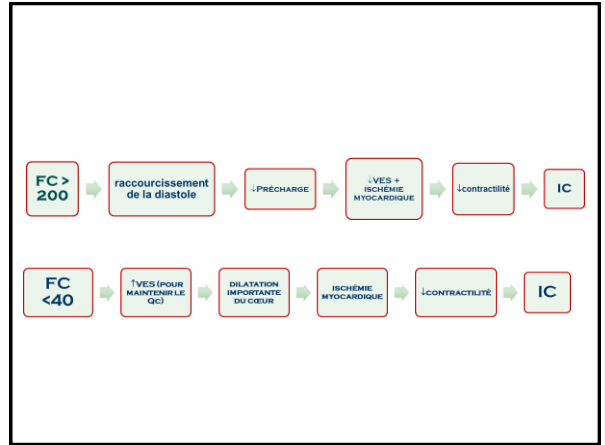 FC >
200
raccourcissement
de la diastole
↓PRÉCHARGE
↓VES +
ISCHÉMIE
MYOCARDIQUE
↓contractilité
IC
FC
<40
↑VES (POUR
MAINTENIR LE
QC)
DILATATION
IMPORTANTE
DU CŒUR
ISCHÉMIE
MYOCARDIQUE
↓CONTRACTILITÉ
IC